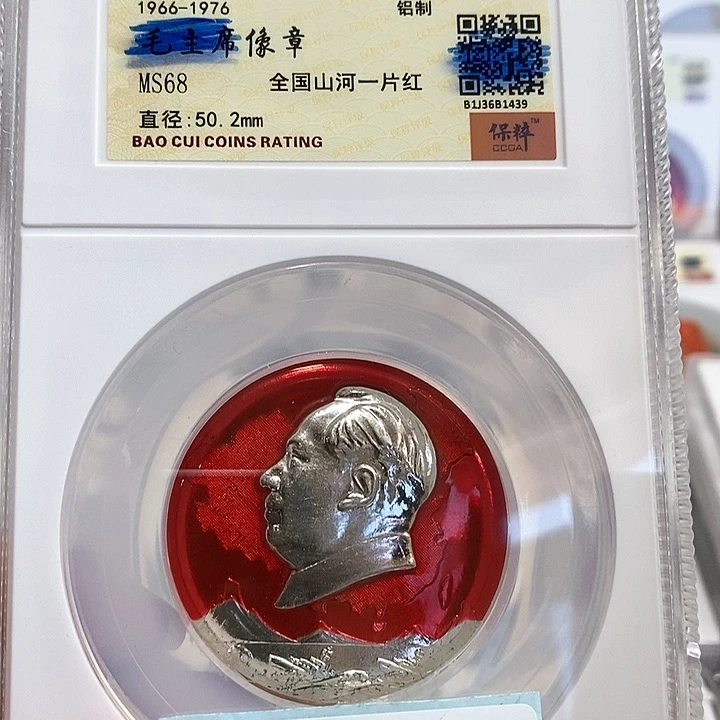 1966-1976
铝制
毛主席像章
MS68
全国山河一片红
B1J36B1439
直径:50.2mm
BAO CUI COINS RATING
保粹 TM
CCGA